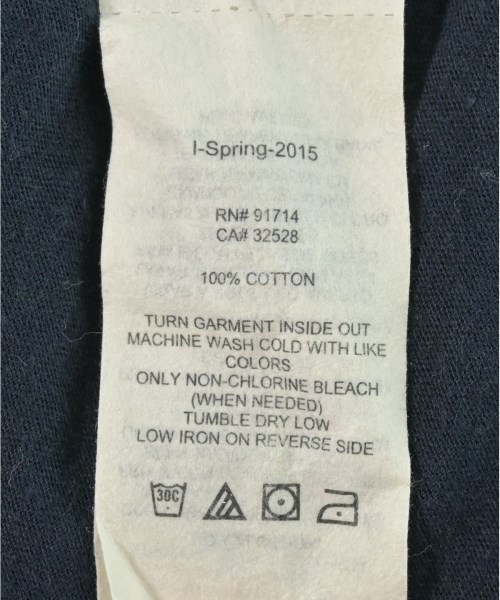 I-Spring-2015
RN# 91714
CA# 32528
100% COTTON
TURN GARMENT INSIDE OUT
MACHINE WASH COLD WITH LIKE
COLORS
ONLY NON-CHLORINE BLEACH
(WHEN NEEDED)
TUMBLE DRY LOW
LOW IRON ON REVERSE SIDE
30C